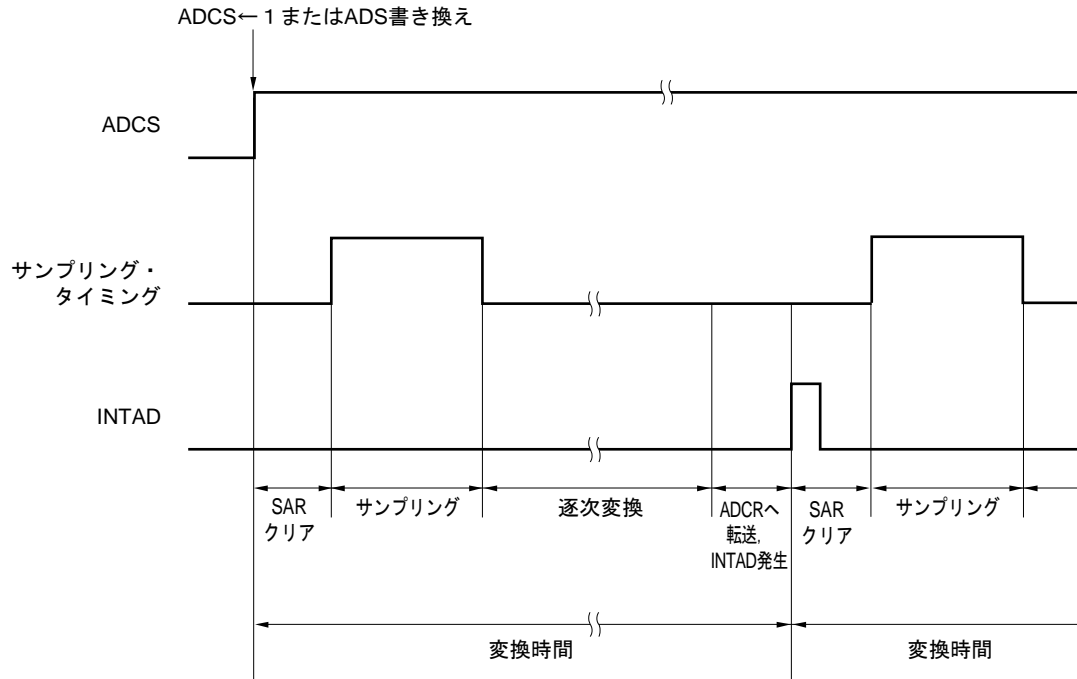 ADCS←１またはADS書き換え
ADCS
サンプリング・
タイミング
INTAD
SAR
クリア
サンプリング
逐次変換
ADCRへ
転送,
INTAD発生
SAR
クリア
サンプリング
変換時間
変換時間